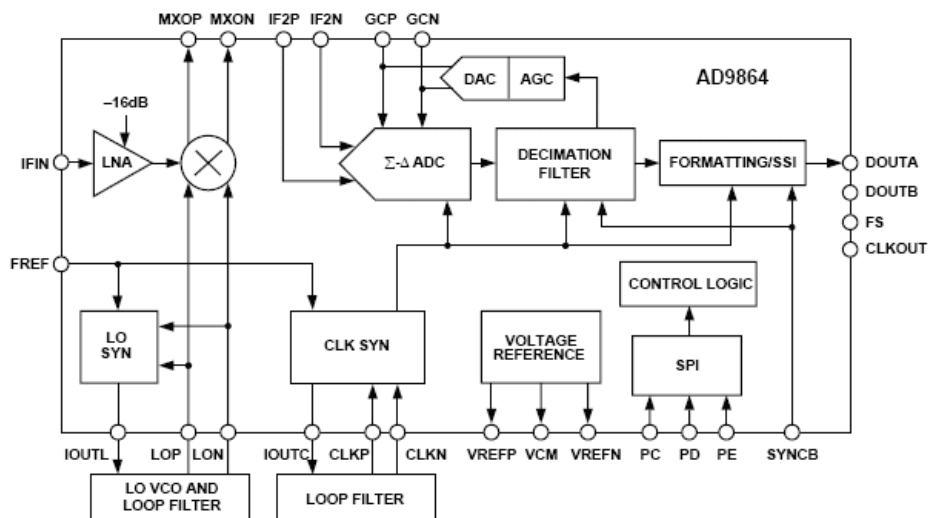 MXOP MXON IF2P IF2N GCP GCN
AD9864
DAC AGC
–16dB
IFIN
LNA
Σ-Δ ADC
DECIMATION
FILTER
FORMATTING/SSI
DOUTA
DOUTB
FS
CLKOUT
FREF
LO
SYN
CLK SYN
VOLTAGE
REFERENCE
CONTROL LOGIC
SPI
IOUTL LOP LON IOUTC CLKP CLKN VREFP VCM VREFN PC PD PE SYNCB
LO VCO AND
LOOP FILTER
LOOP FILTER